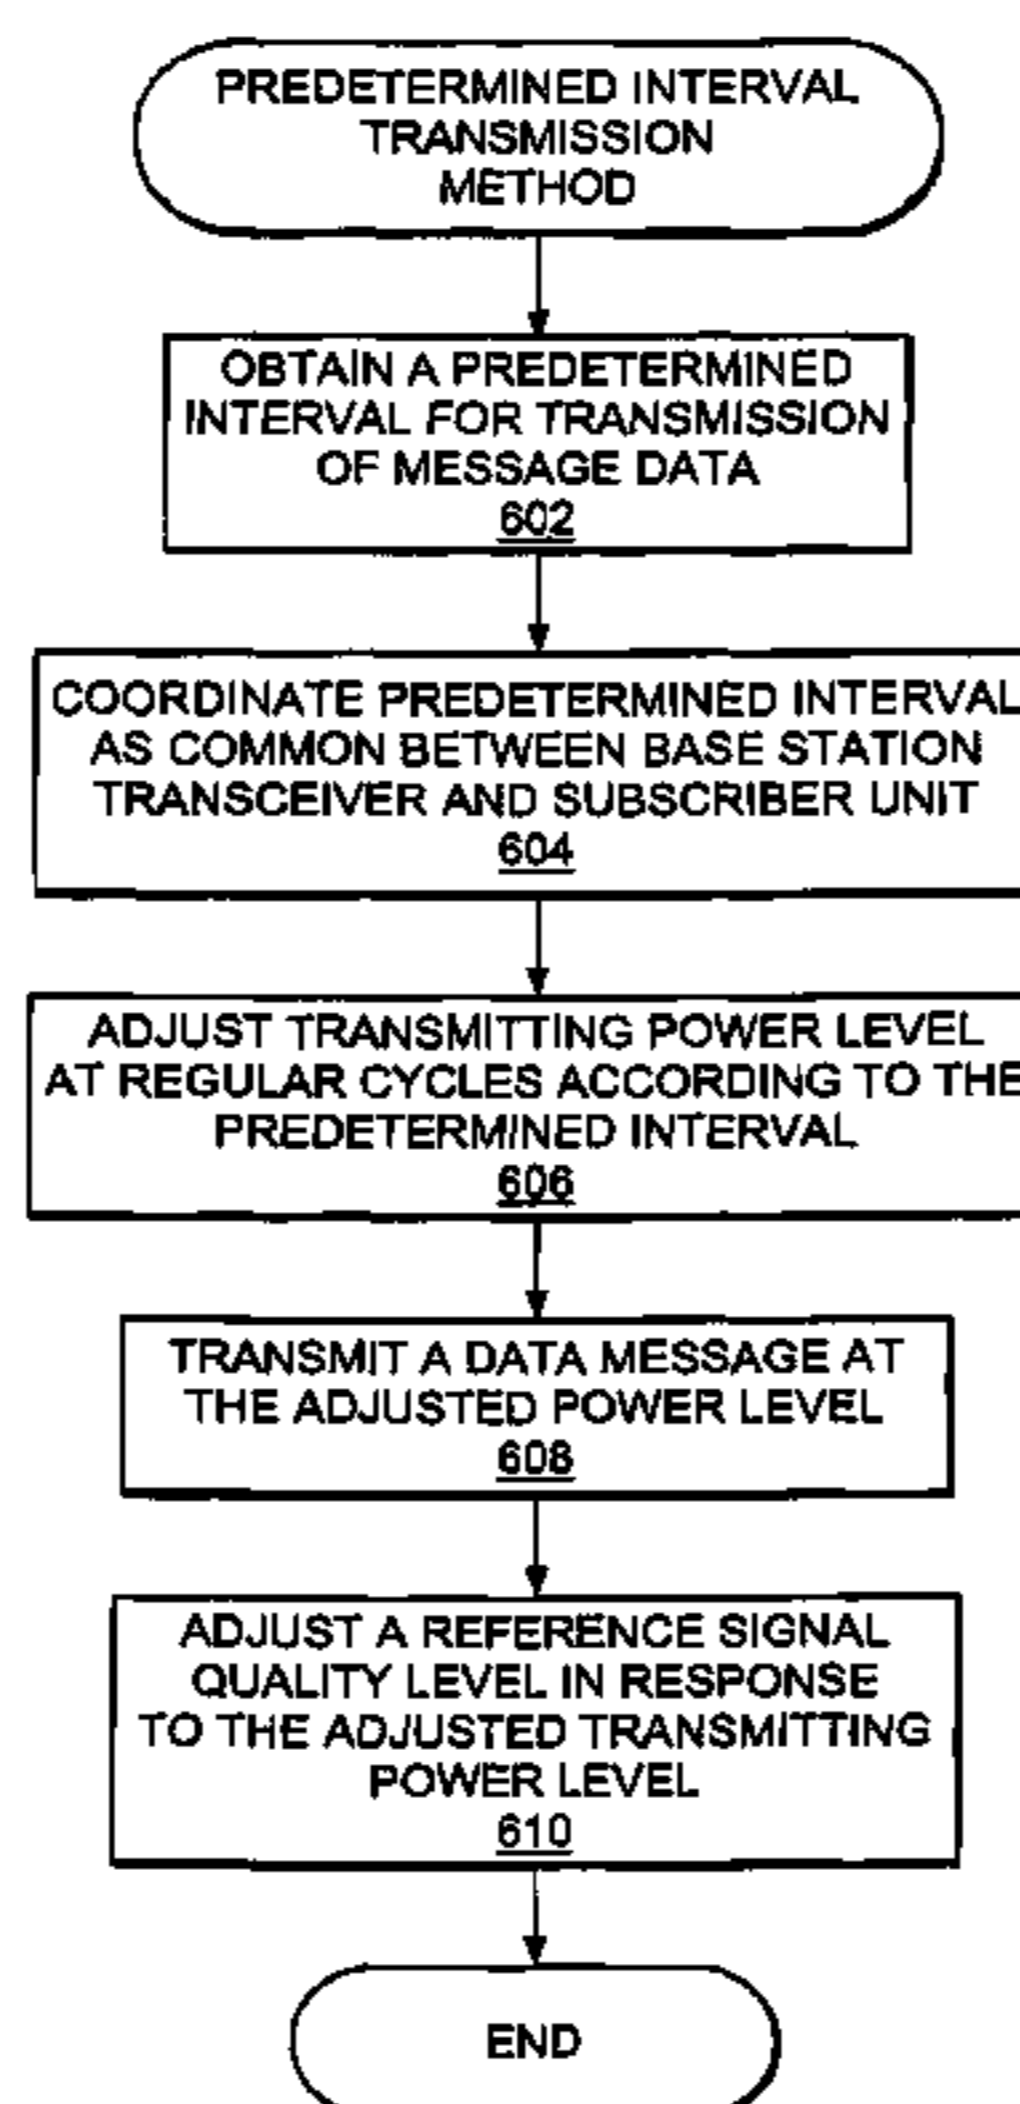 PREDETERMINED INTERVAL
TRANSMISSION
METHOD
OBTAIN A PREDETERMINED
INTERVAL FOR TRANSMISSION
OF MESSAGE DATA
602
COORDINATE PREDETERMINED INTERVAL
AS COMMON BETWEEN BASE STATION
TRANSCEIVER AND SUBSCRIBER UNIT
604
ADJUST TRANSMITTING POWER LEVEL
AT REGULAR CYCLES ACCORDING TO THE
PREDETERMINED INTERVAL
606
TRANSMIT A DATA MESSAGE AT
THE ADJUSTED POWER LEVEL
608
ADJUST A REFERENCE SIGNAL
QUALITY LEVEL IN RESPONSE
TO THE ADJUSTED TRANSMITTING
POWER LEVEL
610
END